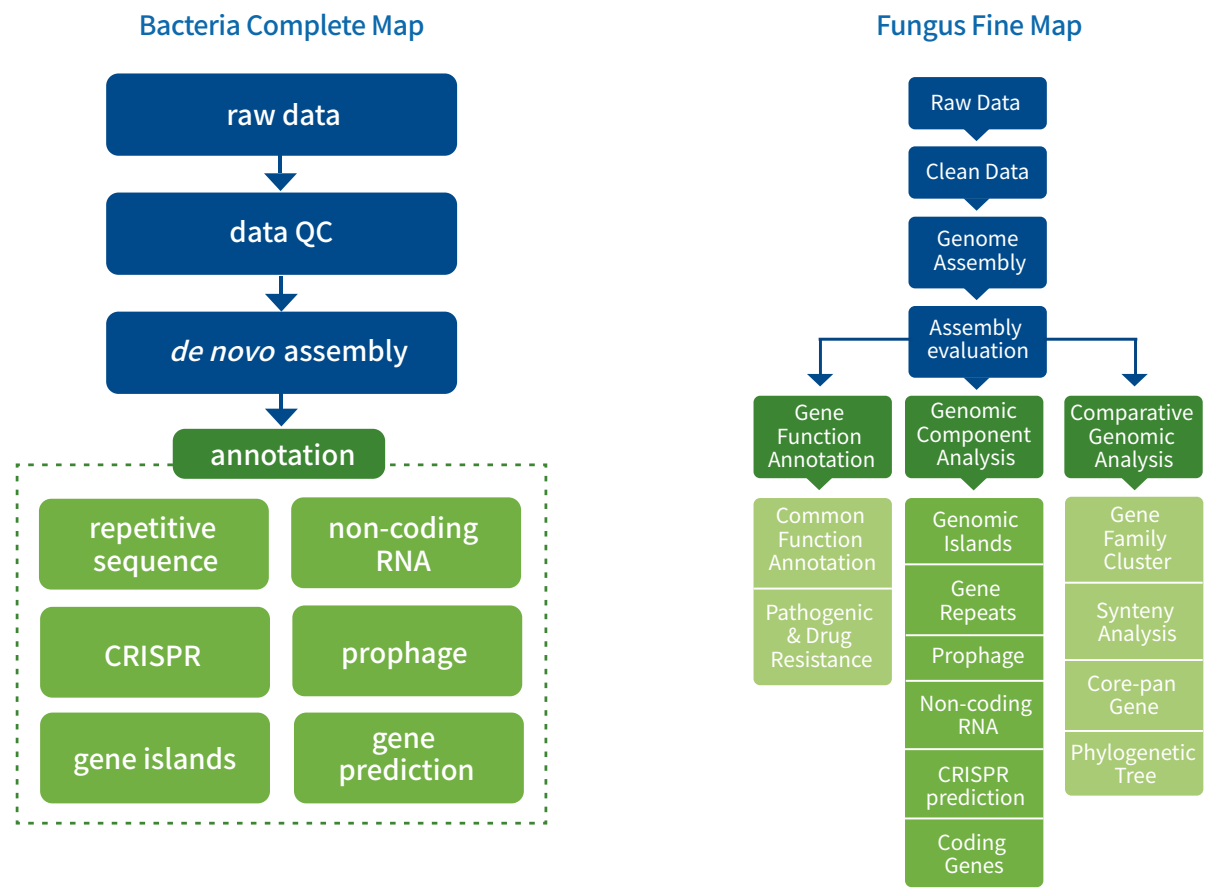 Bacteria Complete Map
raw data
data QC
de novo assembly
annotation
repetitive
sequence
non-coding
RNA
CRISPR
prophage
gene islands
gene
prediction
Fungus Fine Map
Raw Data
Clean Data
Genome
Assembly
Assembly
evaluation
Gene
Function
Annotation
Common
Function
Annotation
Pathogenic
& Drug
Resistance
Genomic
Component
Analysis
Genomic
Islands
Gene
Repeats
Prophage
Non-coding
RNA
CRISPR
prediction
Coding
Genes
Comparative
Genomic
Analysis
Gene
Family
Cluster
Synteny
Analysis
Core-pan
Gene
Phylogenetic
Tree